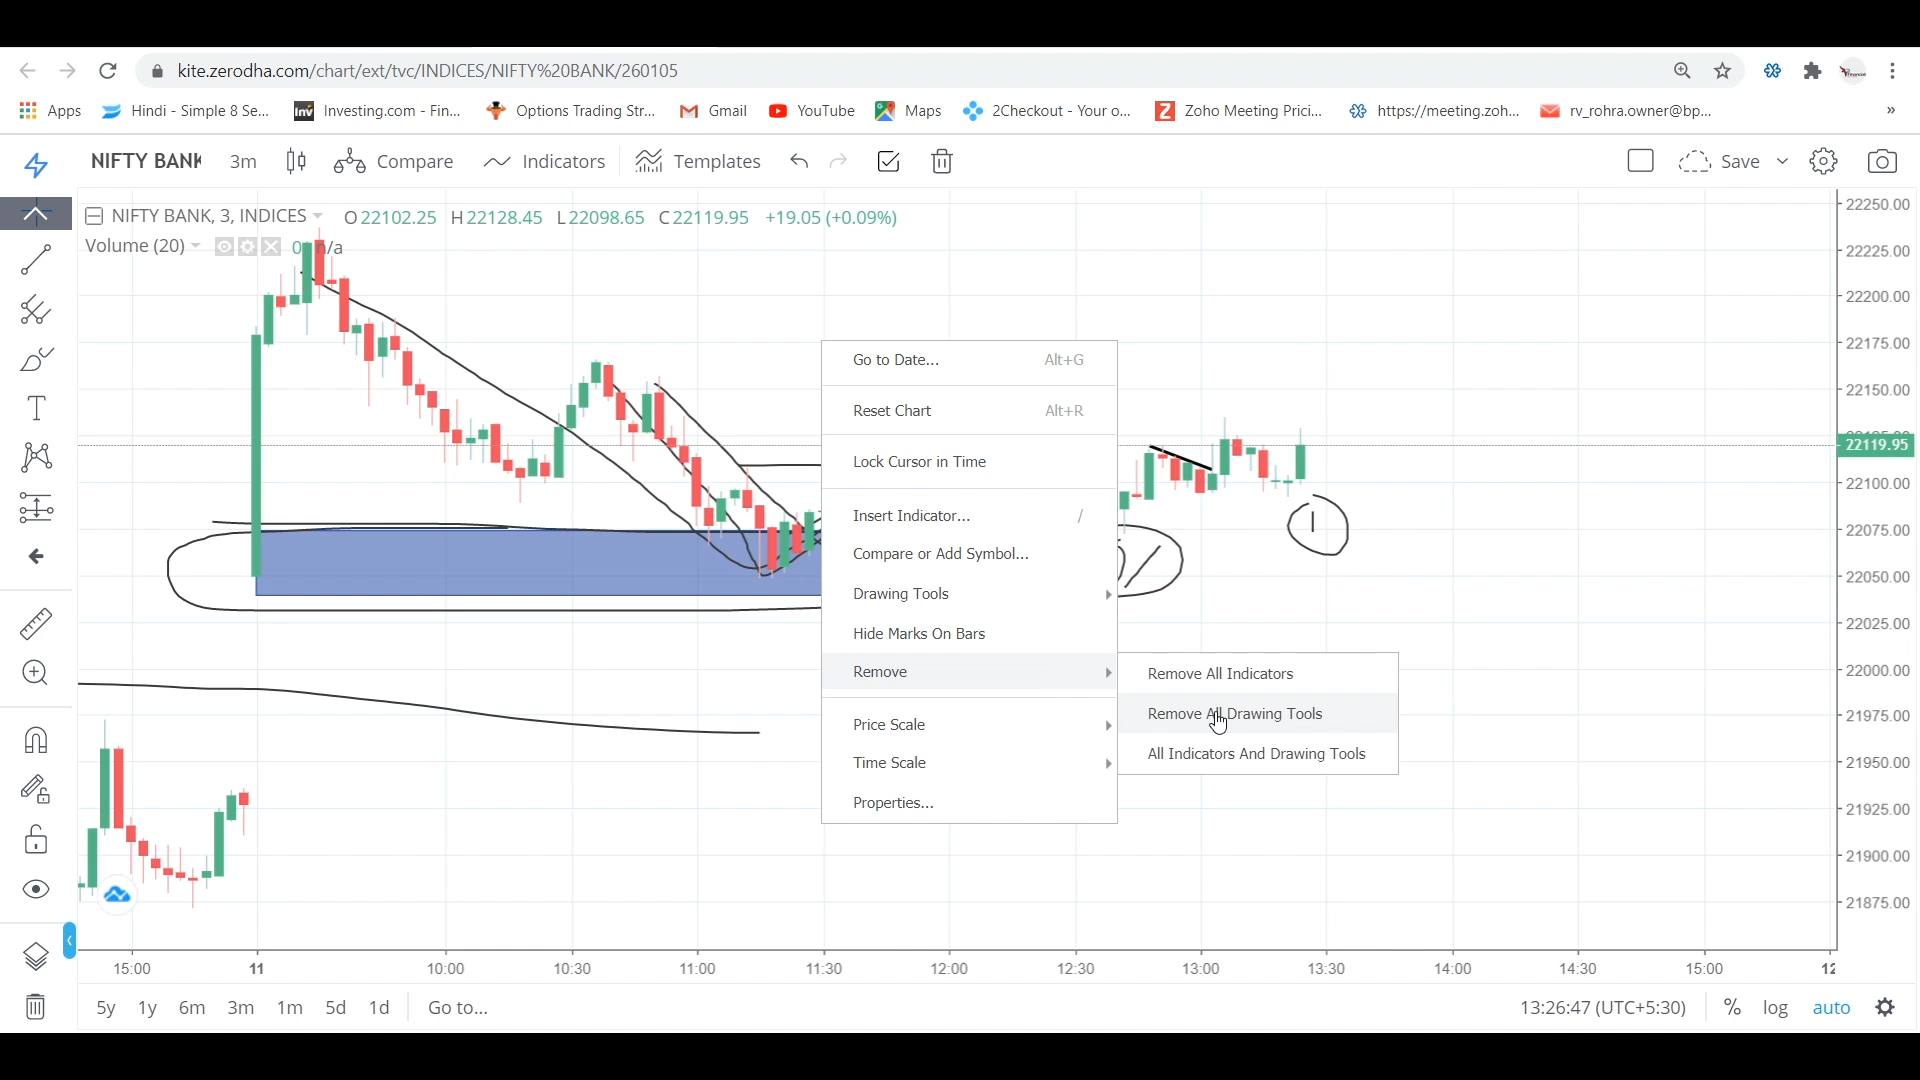 kite.zerodha.com/chart/ext/tvc/INDICES/NIFTY%20BANK/260105
Apps Hindi - Simple 8 Se... Investing.com - Fin... Options Trading Str... Gmail YouTube Maps 2Checkout - Your o... Zoho Meeting Prici... https://meeting.zoh... rv_rohra.owner@bp... »
NIFTY BANK 3m Compare Indicators Templates Save
NIFTY BANK, 3, INDICES O 22102.25 H 22128.45 L 22098.65 C 22119.95 +19.05 (+0.09%)
Volume (20) n/a
22250.00
22225.00
22200.00
22175.00
22150.00
22119.95
22100.00
22075.00
22050.00
22025.00
22000.00
21975.00
21950.00
21925.00
21900.00
21875.00
Go to Date... Alt+G
Reset Chart Alt+R
Lock Cursor in Time
Insert Indicator... /
Compare or Add Symbol...
Drawing Tools
Hide Marks On Bars
Remove
Price Scale
Time Scale
Properties...
Remove All Indicators
Remove All Drawing Tools
All Indicators And Drawing Tools
15:00 11 10:00 10:30 11:00 11:30 12:00 12:30 13:00 13:30 14:00 14:30 15:00 12
5y 1y 6m 3m 1m 5d 1d Go to... 13:26:47 (UTC+5:30) % log auto